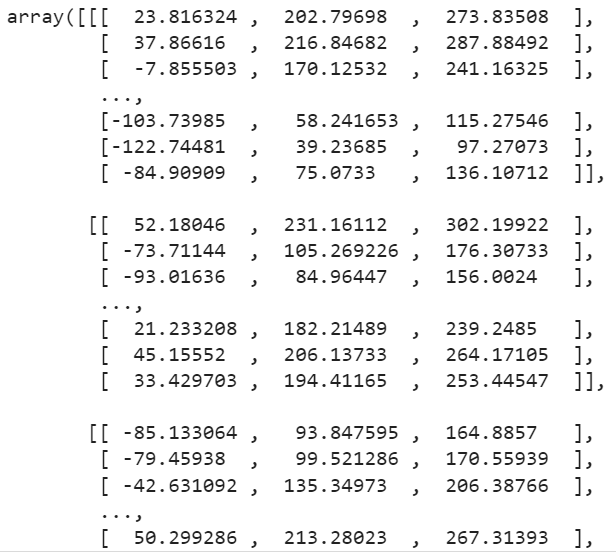 array([[[  23.816324 ,  202.79698  ,  273.83508  ],
        [  37.86616  ,  216.84682  ,  287.88492  ],
        [  -7.855503 ,  170.12532  ,  241.16325  ],
        ...,
        [-103.73985  ,   58.241653 ,  115.27546  ],
        [-122.74481  ,   39.23685  ,   97.27073  ],
        [ -84.90909  ,   75.0733   ,  136.10712  ]],

       [[  52.18046  ,  231.16112  ,  302.19922  ],
        [ -73.71144  ,  105.269226 ,  176.30733  ],
        [ -93.01636  ,   84.96447  ,  156.0024   ],
        ...,
        [  21.233208 ,  182.21489  ,  239.2485   ],
        [  45.15552  ,  206.13733  ,  264.17105  ],
        [  33.429703 ,  194.41165  ,  253.44547  ]],

       [[ -85.133064 ,   93.847595 ,  164.8857   ],
        [ -79.45938  ,   99.521286 ,  170.55939  ],
        [ -42.631092 ,  135.34973  ,  206.38766  ],
        ...,
        [  50.299286 ,  213.28023  ,  267.31393  ],